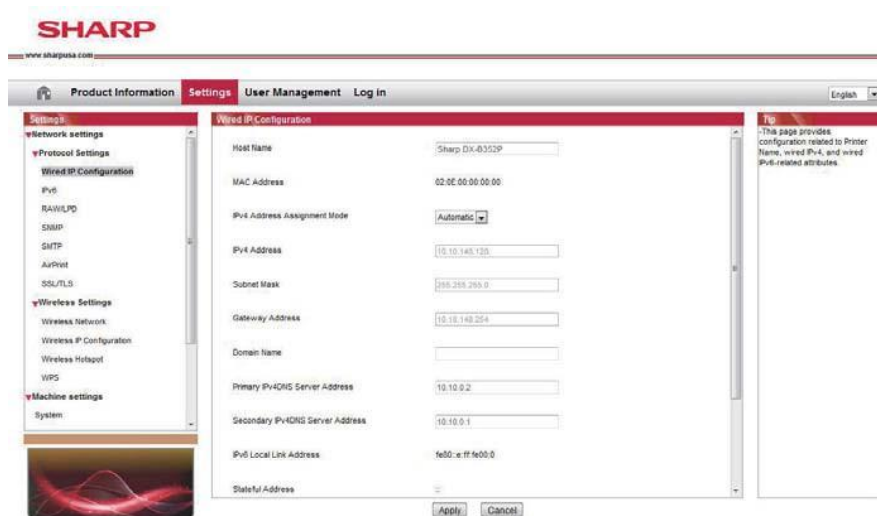 SHARP
www.sharpusa.com
Product Information Settings User Management Log in English
Settings
Network settings
Protocol Settings
Wired IP Configuration
IPv6
RAW/LPD
SNMP
SMTP
AirPrint
SSL/TLS
Wireless Settings
Wireless Network
Wireless IP Configuration
Wireless Hotspot
WPS
Machine settings
System
Wired IP Configuration
Host Name Sharp DX-B352P
MAC Address 02:0E:00:00:00:00
IPv4 Address Assignment Mode Automatic
IPv4 Address
Subnet Mask 255.255.255.0
Gateway Address
Domain Name
Primary IPv4DNS Server Address 10.10.0.2
Secondary IPv4DNS Server Address 10.10.0.1
IPv6 Local Link Address fe80::e:ff:fe00:0
Stateful Address ::
Apply Cancel
Tip
-This page provides
configuration related to Printer
Name, wired IPv4, and wired
IPv6-related attributes.